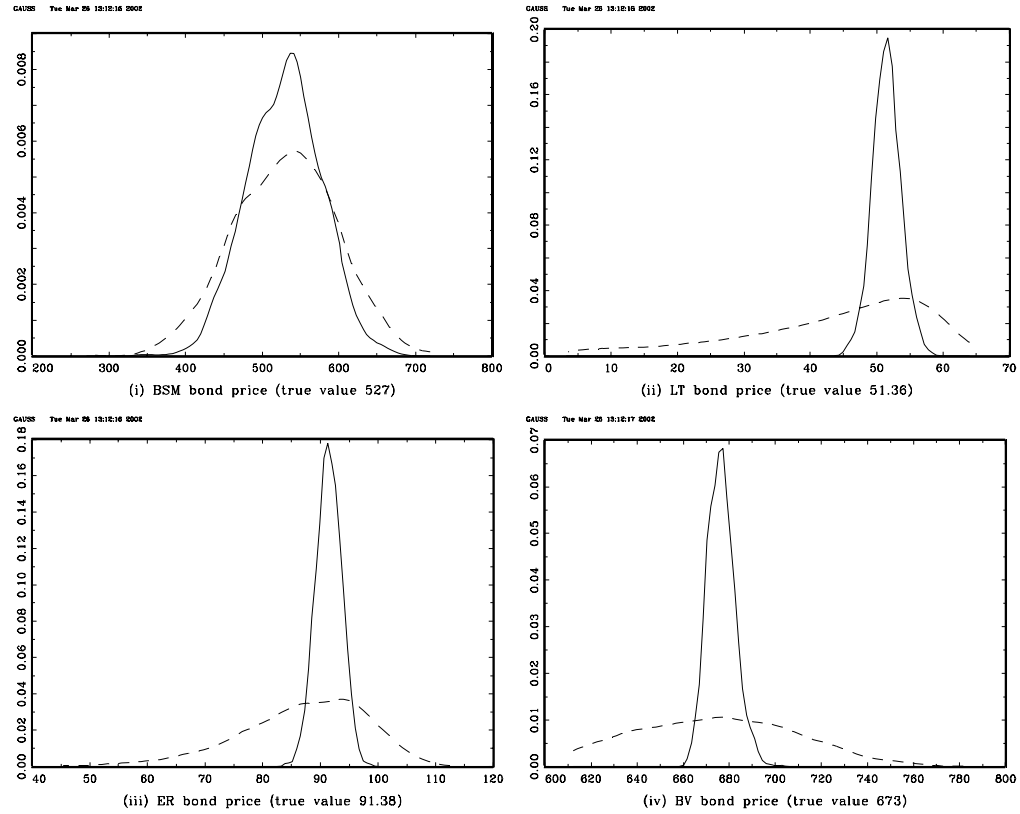 GAUSS Tue Mar 26 13:12:16 2002
0.008
0.006
0.004
0.002
0.000
200 300 400 500 600 700 800
(i) BSM bond price (true value 527)
GAUSS Tue Mar 26 13:12:16 2002
0.20
0.16
0.12
0.08
0.04
0.00
0 10 20 30 40 50 60 70
(ii) LT bond price (true value 51.36)
GAUSS Tue Mar 26 13:12:16 2002
0.18
0.16
0.14
0.12
0.10
0.08
0.06
0.04
0.02
0.00
40 50 60 70 80 90 100 110 120
(iii) ER bond price (true value 91.38)
GAUSS Tue Mar 26 13:12:17 2002
0.07
0.06
0.05
0.04
0.03
0.02
0.01
0.00
600 620 640 660 680 700 720 740 760 780 800
(iv) BV bond price (true value 673)